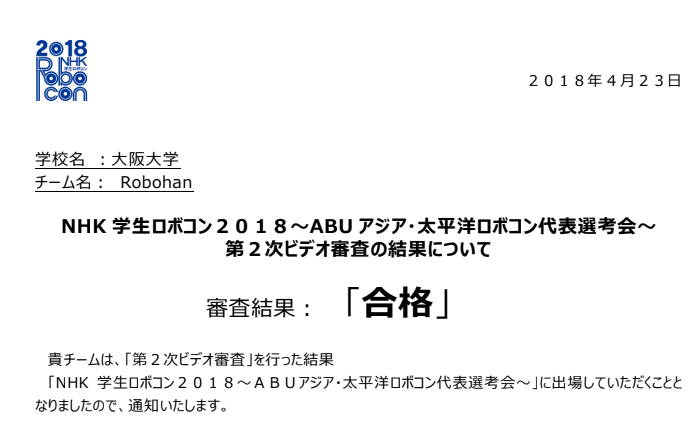 2018
NHK
学生ロボコン
Robo
con
２０１８年４月２３日
学校名 ：大阪大学
チーム名： Robohan
NHK 学生ロボコン２０１８～ABU アジア・太平洋ロボコン代表選考会～
第２次ビデオ審査の結果について
審査結果： 「合格」
貴チームは、「第２次ビデオ審査」を行った結果
「NHK 学生ロボコン２０１８～ＡＢＵアジア・太平洋ロボコン代表選考会～」に出場していただくことと
なりましたので、通知いたします。